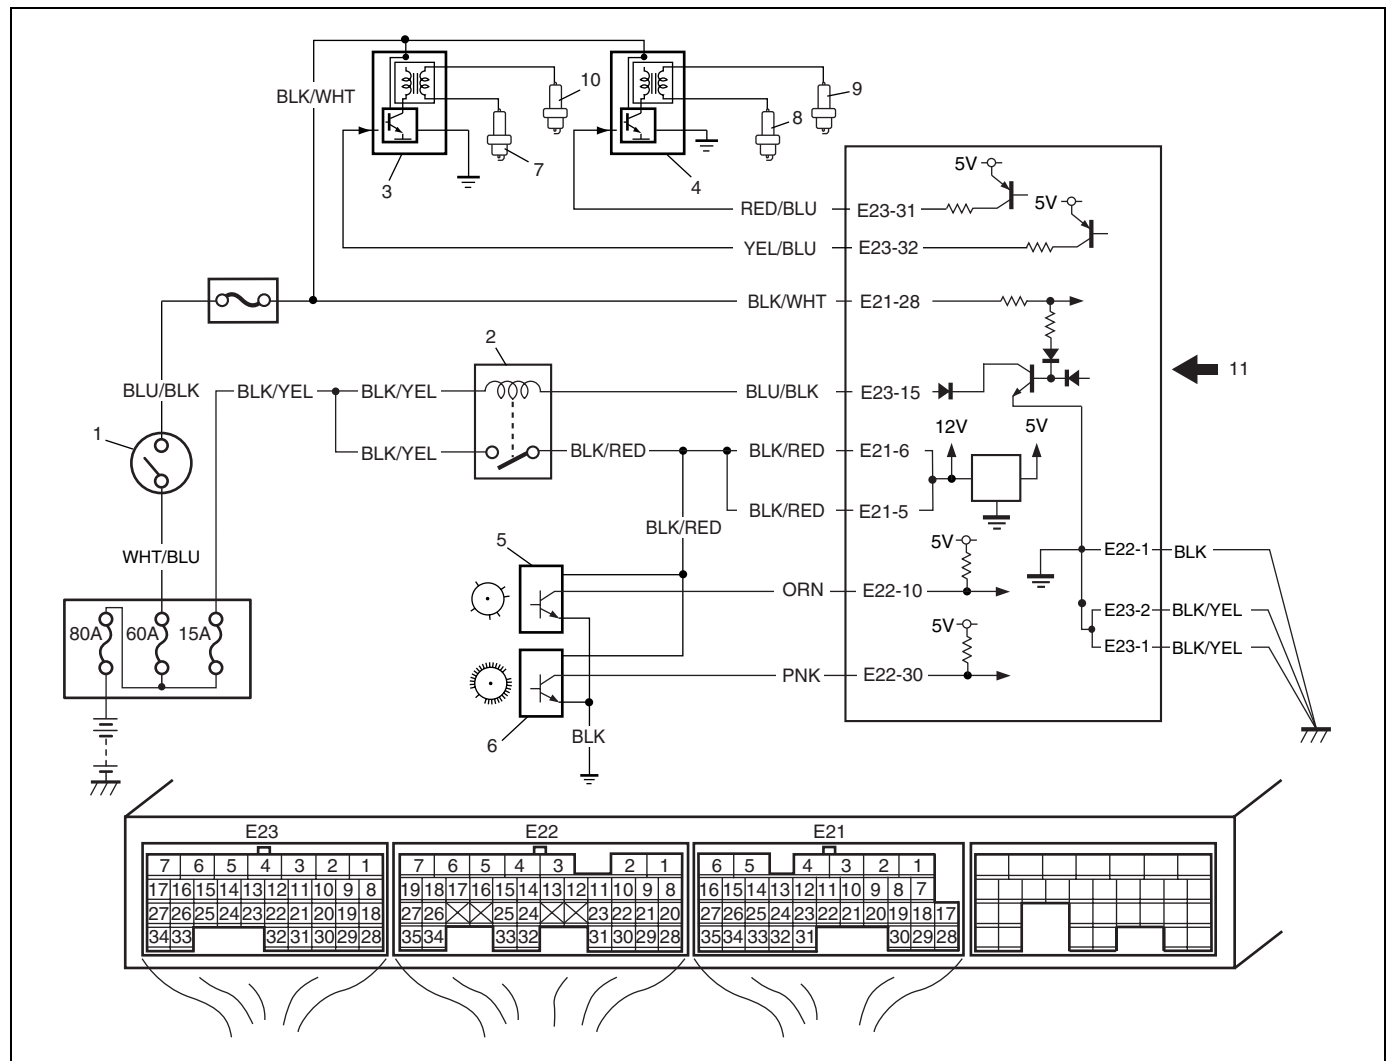 10
9
BLK/WHT
8
7
3
4
5V
5V
RED/BLU E23-31
YEL/BLU E23-32
BLK/WHT E21-28
2
11
BLU/BLK BLK/YEL BLK/YEL BLU/BLK E23-15
1
12V 5V
BLK/YEL BLK/RED BLK/RED E21-6
BLK/RED E21-5
BLK/RED
5
5V
WHT/BLU
E22-1 BLK
ORN E22-10
E23-2 BLK/YEL
80A 60A 15A
5V
E23-1 BLK/YEL
PNK E22-30
6
BLK
E23 E22 E21
7 6 5 4 3 2 1 7 6 5 4 3 2 1 6 5 4 3 2 1
17 16 15 14 13 12 11 10 9 8 19 18 17 16 15 14 13 12 11 10 9 8 16 15 14 13 12 11 10 9 8 7
27 26 25 24 23 22 21 20 19 18 27 26 25 24 23 22 21 20 27 26 25 24 23 22 21 20 19 18 17
34 33 32 31 30 29 28 35 34 33 32 31 30 29 28 35 34 33 32 31 30 29 28